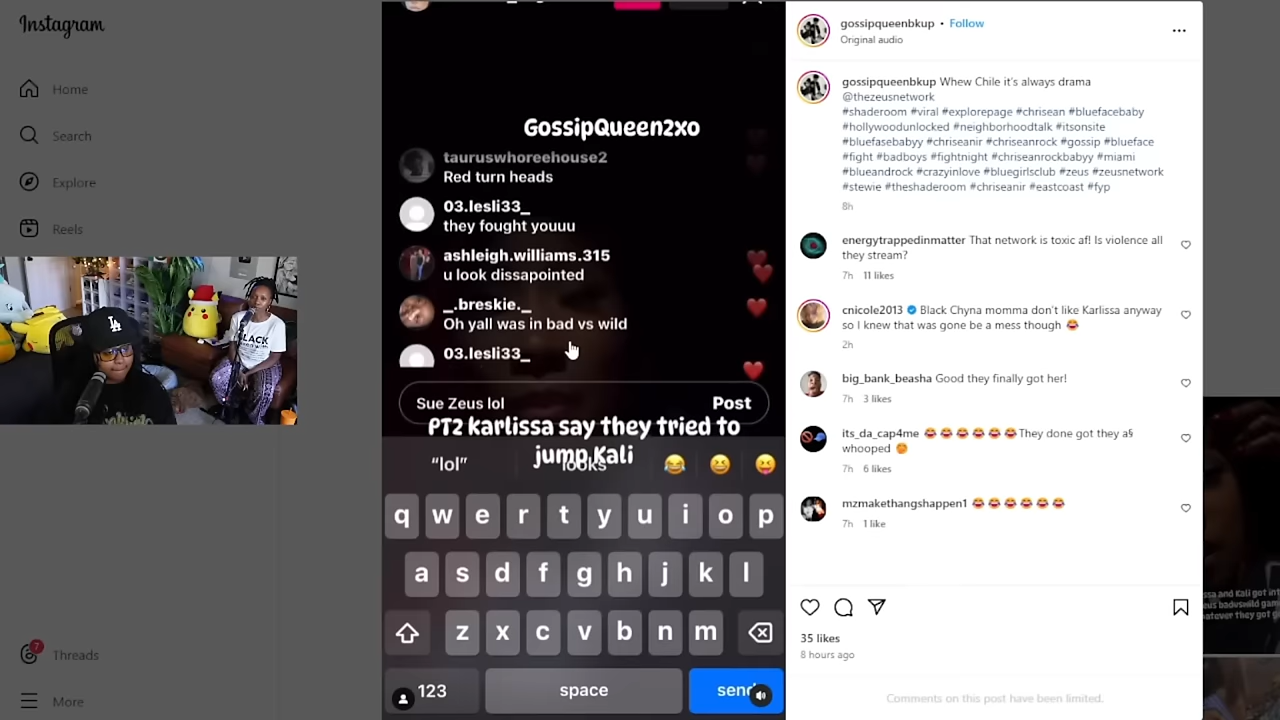 Instagram
Home
Search
Explore
Reels
Threads
7
More
GossipQueen2xo
tauruswhoreehouse2
Red turn heads
03.lesli33_
they fought youuu
ashleigh.williams.315
u look dissapointed
_.breskie._
Oh yall was in bad vs wild
03.lesli33_
Sue Zeus lol
Post
PT2 karlissa say they tried to
jump Kali
“lol”
looks
q w e r t y u i o p
a s d f g h j k l
z x c v b n m
123
space
send
gossipqueenbkup • Follow
Original audio
gossipqueenbkup Whew Chile it's always drama
@thezeusnetwork
#shaderoom #viral #explorepage #chrisean #bluefacebaby
#hollywoodunlocked #neighborhoodtalk #itsonsite
#bluefasebabyy #chriseanir #chriseanrock #gossip #blueface
#fight #badboys #fightnight #chriseanrockbabyy #miami
#blueandrock #crazyinlove #bluegirlsclub #zeus #zeusnetwork
#stewie #theshaderoom #chriseanir #eastcoast #fyp
8h
energytrappedinmatter That network is toxic af! Is violence all
they stream?
7h 11 likes
cnicole2013 Black Chyna momma don't like Karlissa anyway
so I knew that was gone be a mess though 😂
2h
big_bank_beasha Good they finally got her!
7h 3 likes
its_da_cap4me 😂😂😂😂😂😂They done got they a§
whooped
7h 6 likes
mzmakethangshappen1 😂😂😂😂😂😂
7h 1 like
35 likes
8 hours ago
Comments on this post have been limited.
LA
BLACK